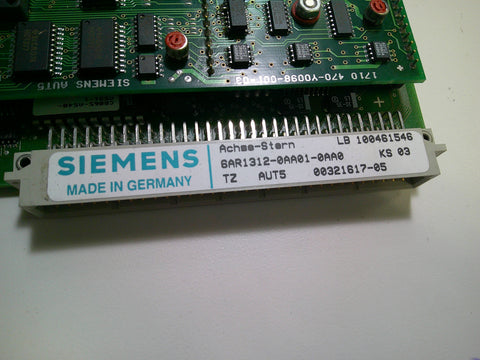 SIEMENS AUT5
1710 470-Y0098-001-03
SIEMENS
MADE IN GERMANY
Achse-Stern LB 100461546
6AR1312-0AA01-0AA0 KS 03
TZ AUT5 00321617-05